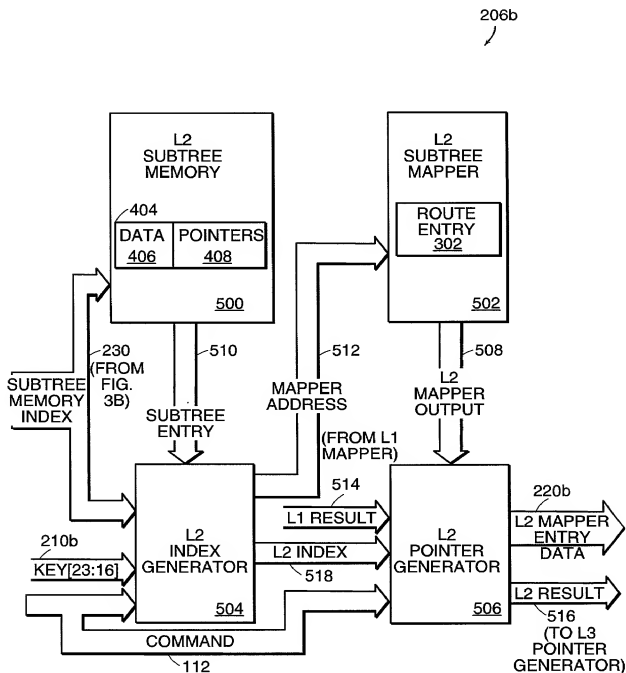 206b
L2
SUBTREE
MEMORY
404
DATA
406
POINTERS
408
500
L2
SUBTREE
MAPPER
ROUTE
ENTRY
302
502
230
(FROM
FIG.
3B)
SUBTREE
MEMORY
INDEX
510
SUBTREE
ENTRY
512
MAPPER
ADDRESS
508
L2
MAPPER
OUTPUT
(FROM L1
MAPPER)
514
L1 RESULT
L2
INDEX
GENERATOR
504
L2 INDEX
518
L2
POINTER
GENERATOR
506
220b
L2 MAPPER
ENTRY
DATA
L2 RESULT
516
(TO L3
POINTER
GENERATOR)
210b
KEY[23:16]
COMMAND
112